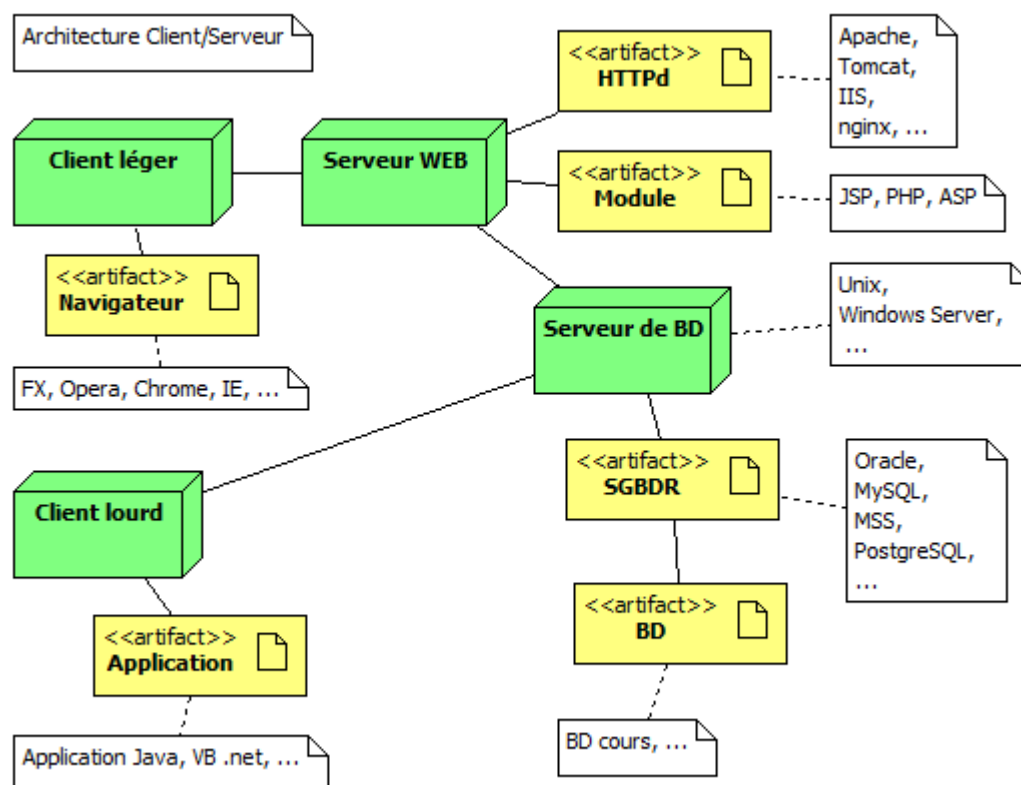 Architecture Client/Serveur
<<artifact>>
HTTPd
Apache,
Tomcat,
IIS,
nginx, ...
Client léger
Serveur WEB
<<artifact>>
Module
JSP, PHP, ASP
<<artifact>>
Navigateur
FX, Opera, Chrome, IE, ...
Serveur de BD
Unix,
Windows Server,
...
Client lourd
<<artifact>>
SGBDR
Oracle,
MySQL,
MSS,
PostgreSQL,
...
<<artifact>>
Application
Application Java, VB .net, ...
<<artifact>>
BD
BD cours, ...